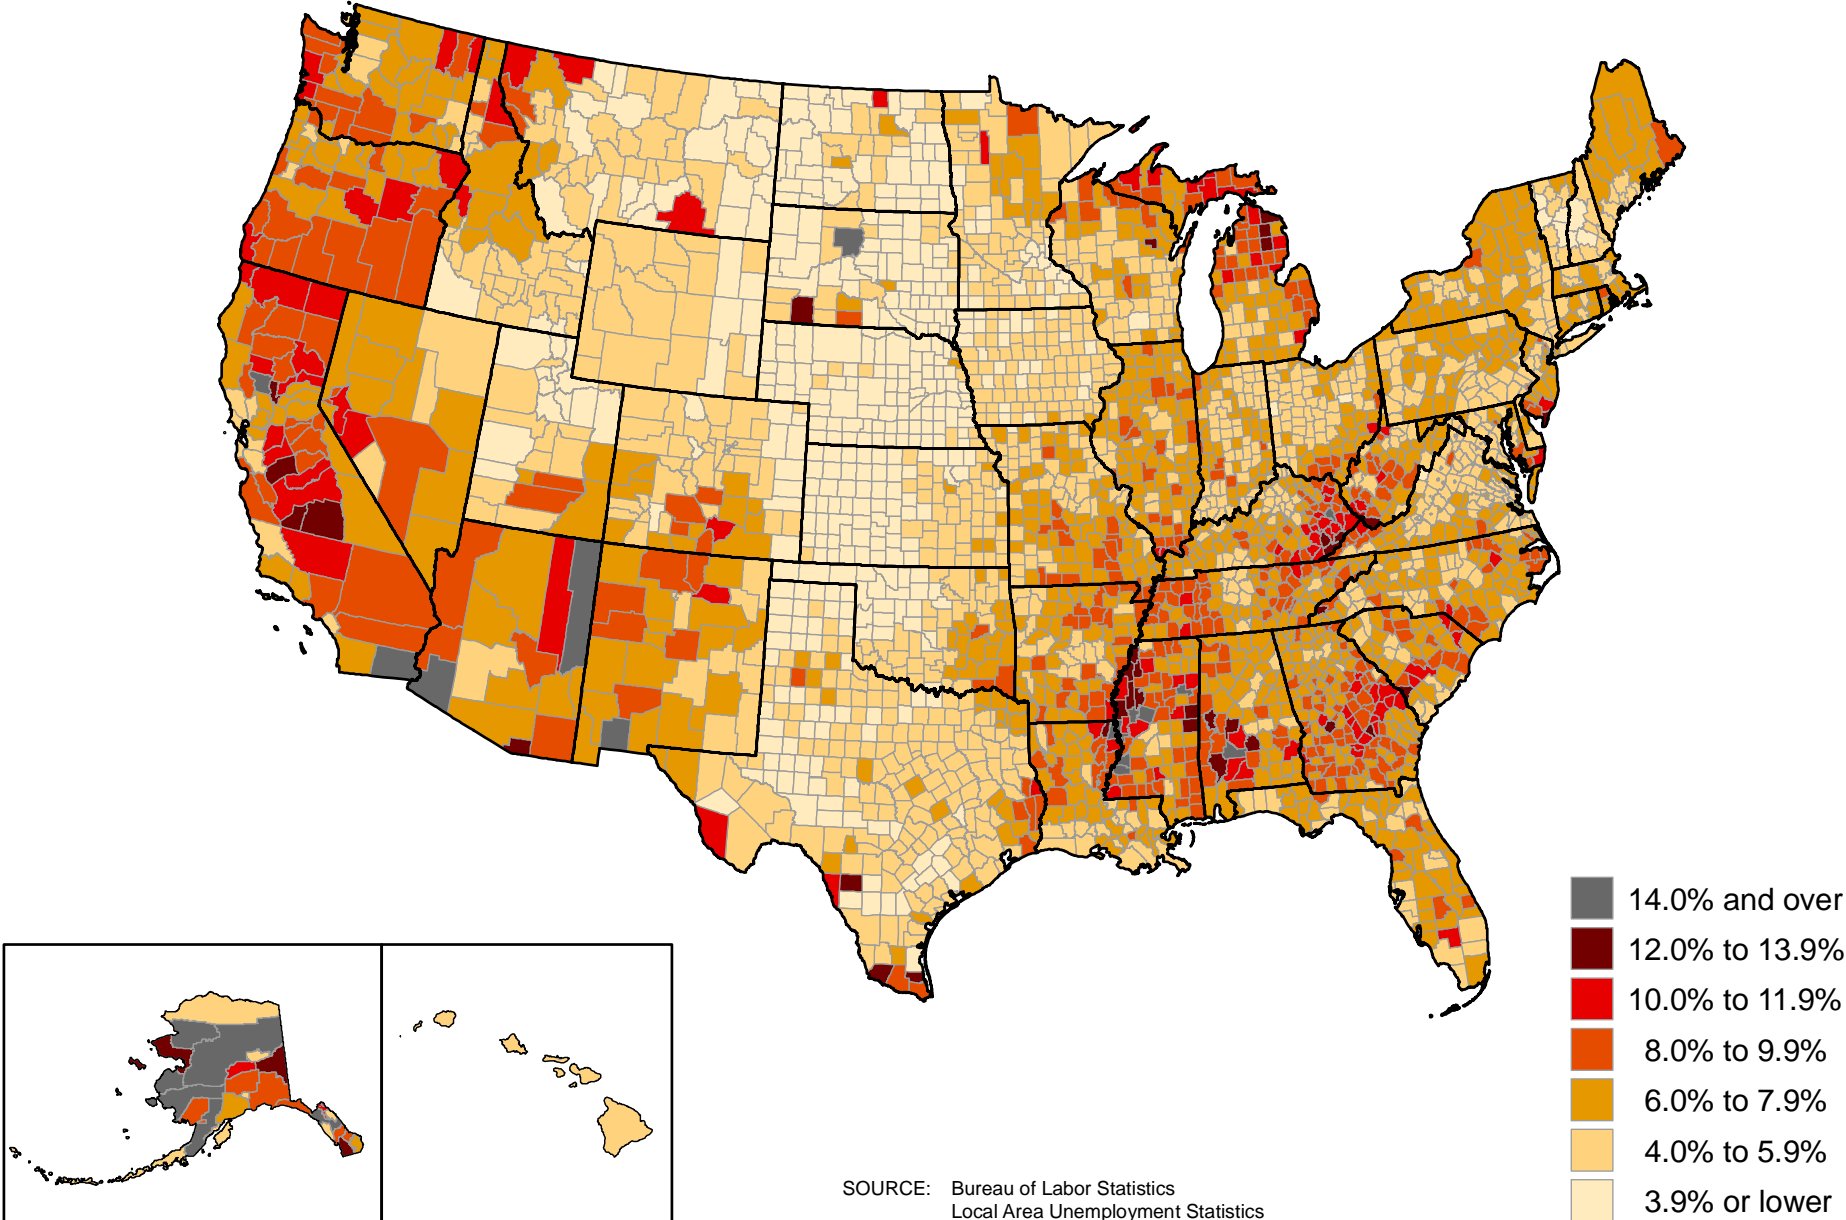 14.0% and over
12.0% to 13.9%
10.0% to 11.9%
8.0% to 9.9%
6.0% to 7.9%
4.0% to 5.9%
3.9% or lower
SOURCE: Bureau of Labor Statistics
Local Area Unemployment Statistics